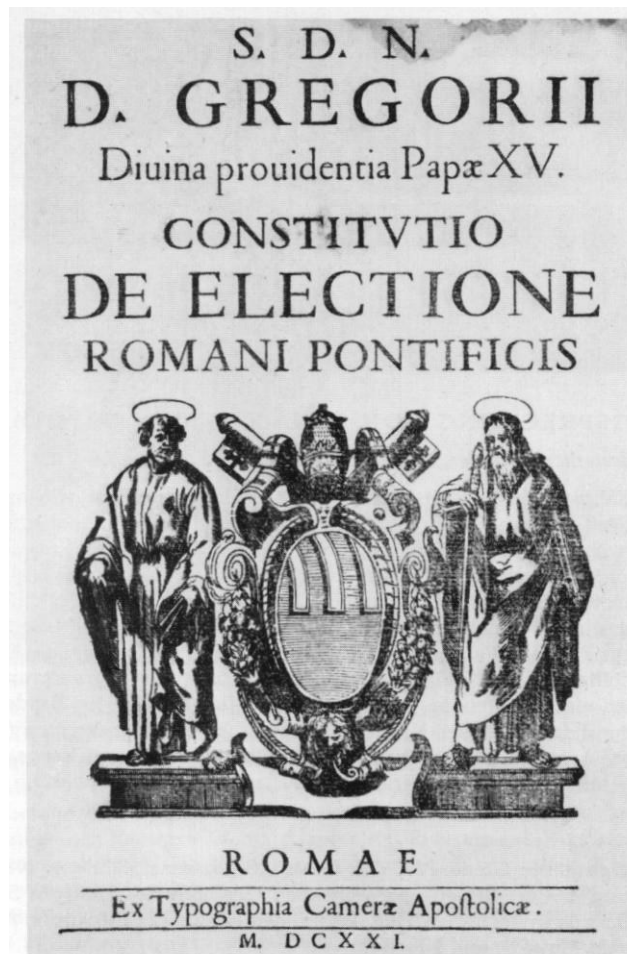 S. D. N.
D. GREGORII
Diuina prouidentia Papæ XV.
CONSTITVTIO
DE ELECTIONE
ROMANI PONTIFICIS
ROMAE
Ex Typographia Cameræ Apoſtolicæ.
M. DCXXI.